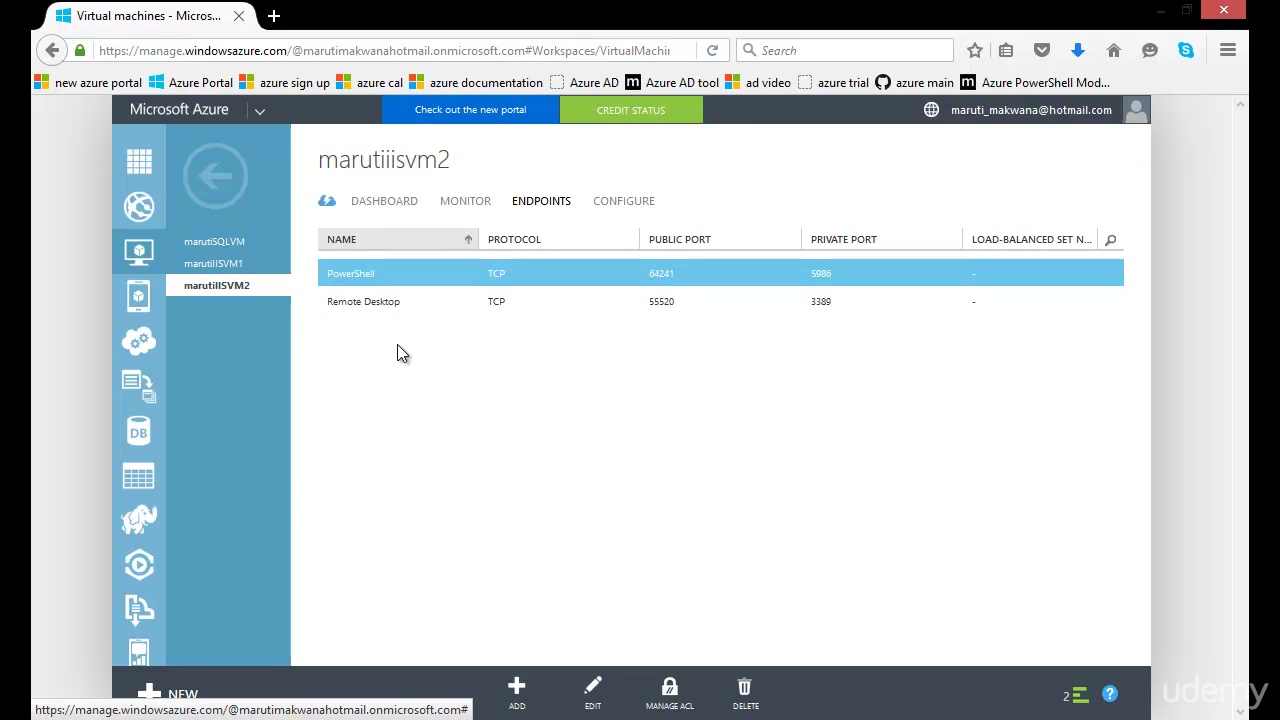 Virtual machines - Micros...
https://manage.windowsazure.com/@marutimakwanahotmail.onmicrosoft.com#Workspaces/VirtualMachin
Search
new azure portal
Azure Portal
azure sign up
azure cal
azure documentation
Azure AD
Azure AD tool
ad video
azure trial
azure main
Azure PowerShell Mod...
Microsoft Azure
Check out the new portal
CREDIT STATUS
maruti_makwana@hotmail.com
marutiiisvm2
DASHBOARD
MONITOR
ENDPOINTS
CONFIGURE
marutiSQLVM
marutiIISVM1
marutiIISVM2
NAME PROTOCOL PUBLIC PORT PRIVATE PORT LOAD-BALANCED SET N...
PowerShell TCP 64241 5986 -
Remote Desktop TCP 55520 3389 -
DB
NEW
ADD
EDIT
MANAGE ACL
DELETE
2
?
https://manage.windowsazure.com/@marutimakwanahotmail.onmicrosoft.com#
udemy